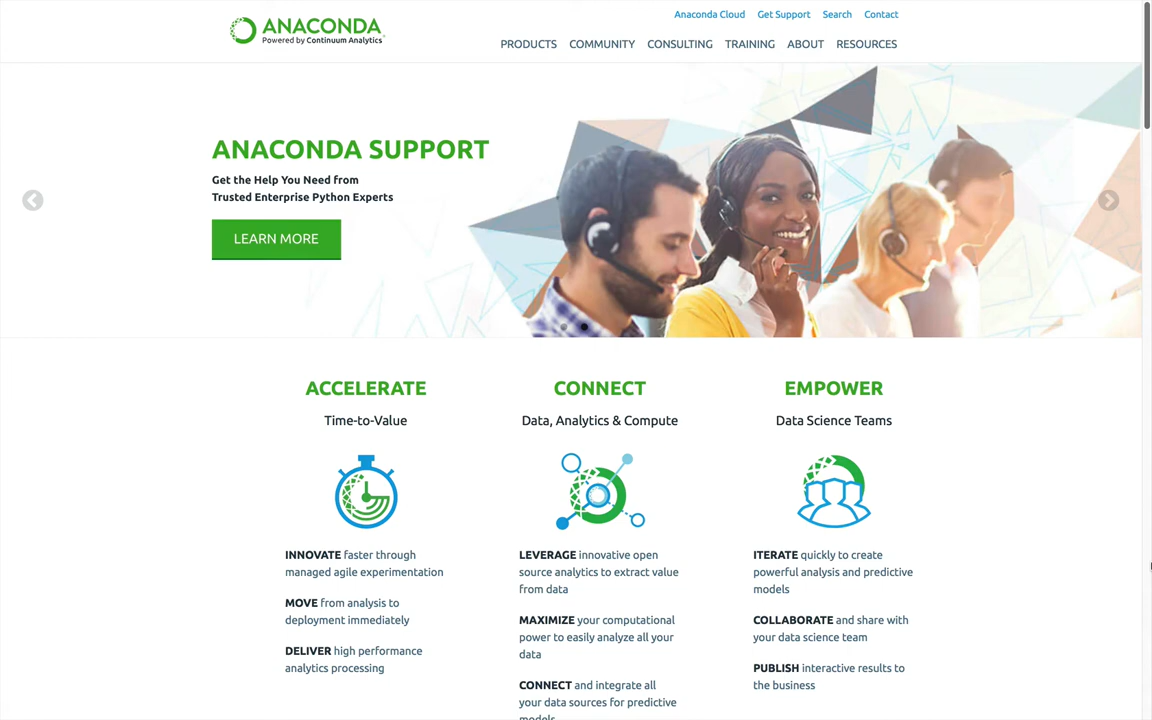 ANACONDA
Powered by Continuum Analytics
Anaconda Cloud Get Support Search Contact
PRODUCTS COMMUNITY CONSULTING TRAINING ABOUT RESOURCES
ANACONDA SUPPORT
Get the Help You Need from
Trusted Enterprise Python Experts
LEARN MORE
ACCELERATE
Time-to-Value
INNOVATE faster through
managed agile experimentation
MOVE from analysis to
deployment immediately
DELIVER high performance
analytics processing
CONNECT
Data, Analytics & Compute
LEVERAGE innovative open
source analytics to extract value
from data
MAXIMIZE your computational
power to easily analyze all your
data
CONNECT and integrate all
your data sources for predictive
models
EMPOWER
Data Science Teams
ITERATE quickly to create
powerful analysis and predictive
models
COLLABORATE and share with
your data science team
PUBLISH interactive results to
the business